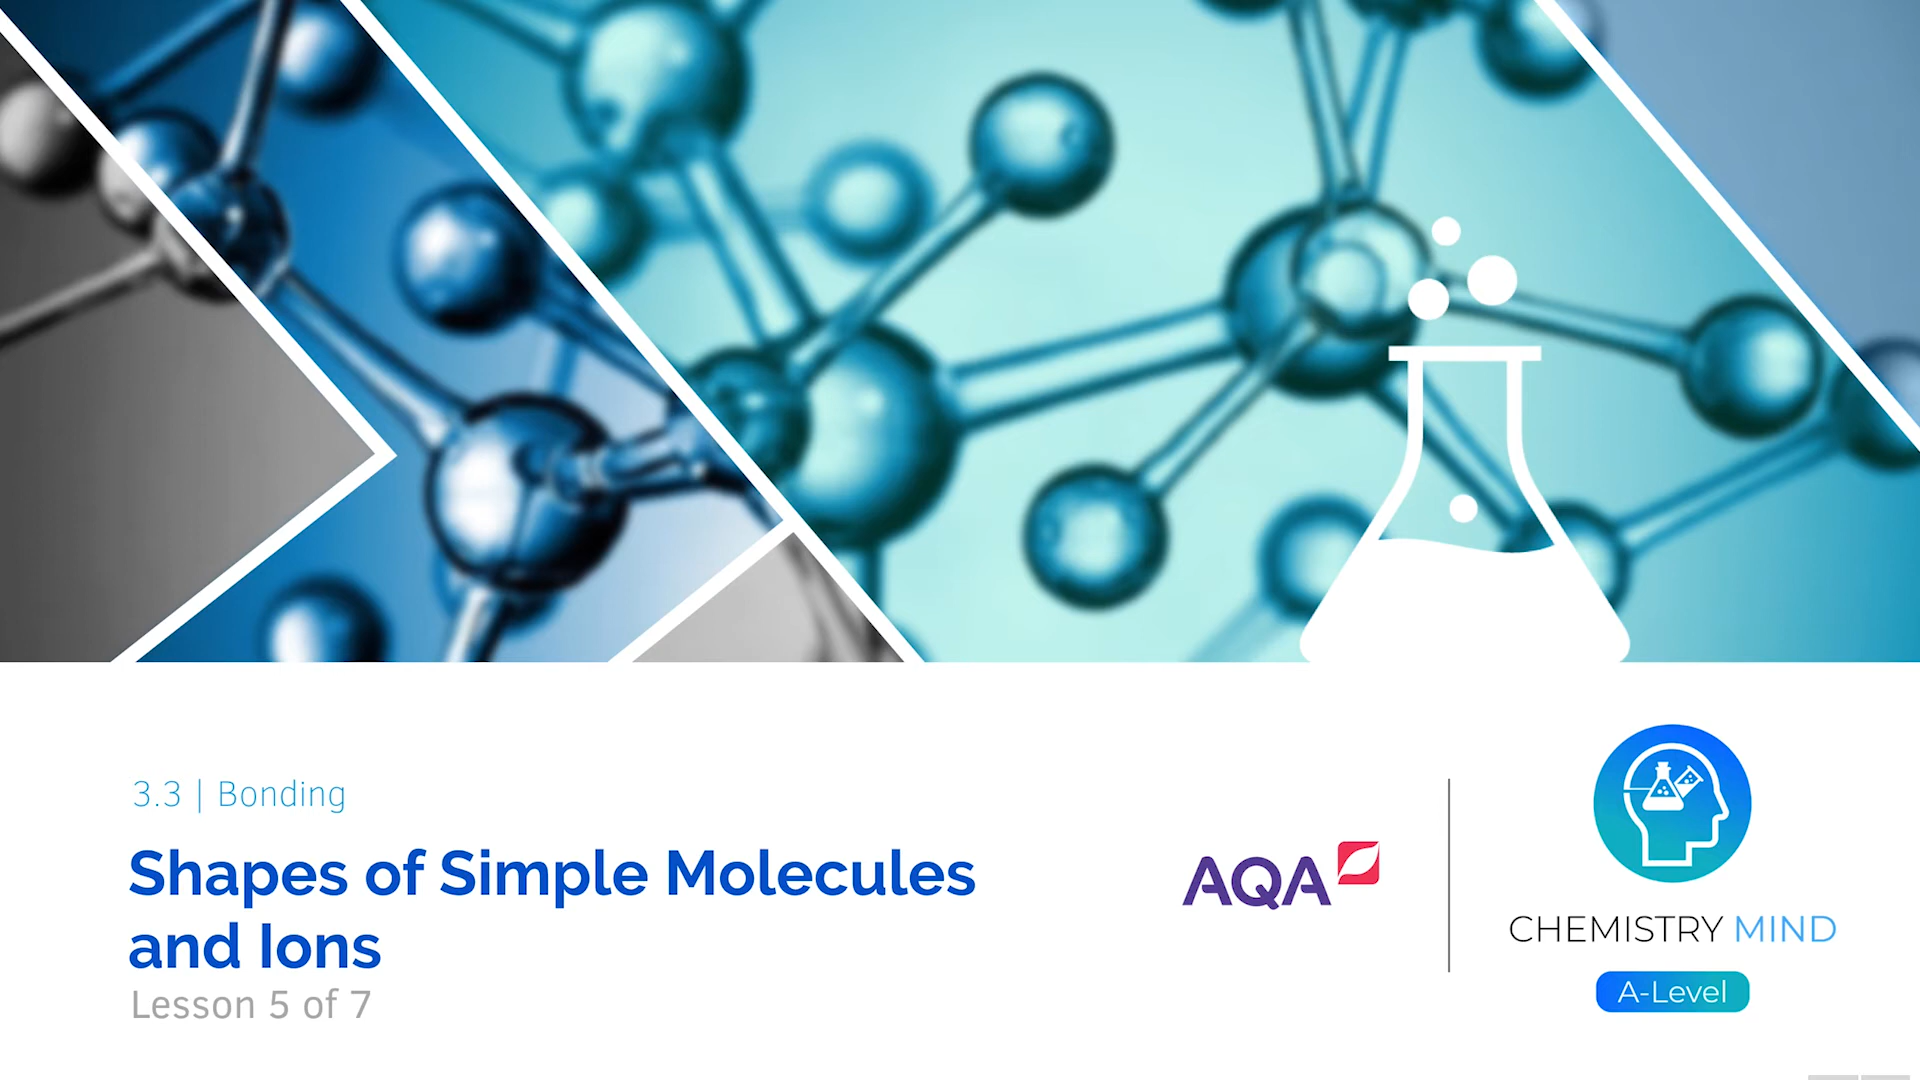 3.3 | Bonding
Shapes of Simple Molecules
and Ions
Lesson 5 of 7
AQA
CHEMISTRY MIND
A-Level